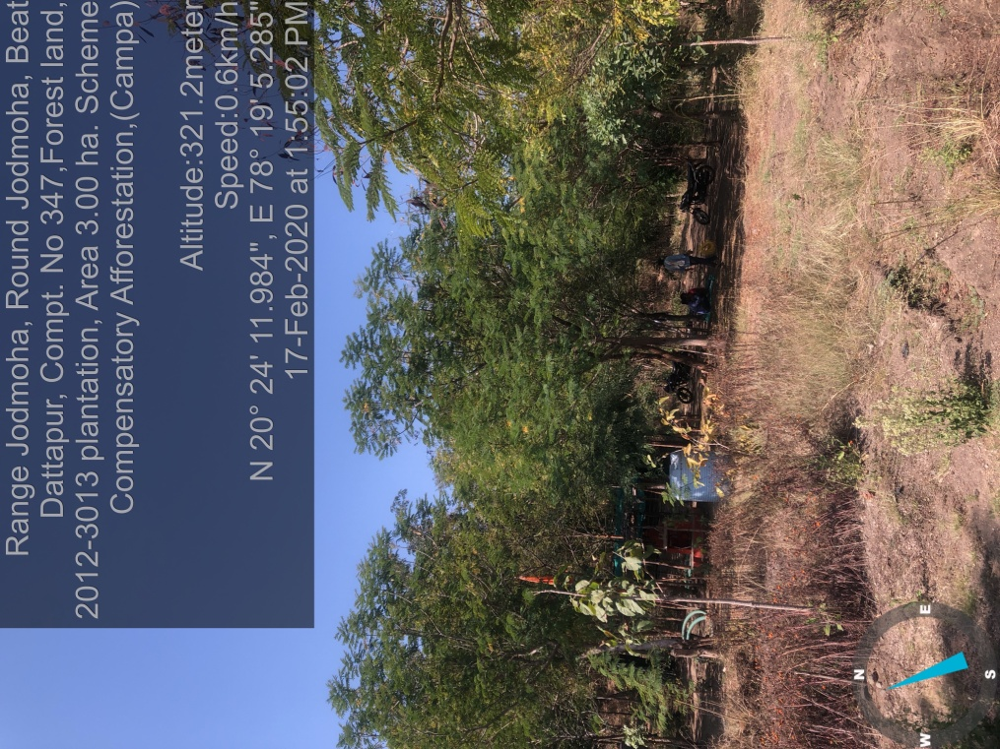 Range Jodmoha, Round Jodmoha, Beat
Dattapur, Compt. No 347,Forest land,
2012-3013 plantation, Area 3.00 ha. Scheme
Compensatory Afforestation,(Campa)
Altitude:321.2meter
Speed:0.6km/h
N 20° 24' 11.984", E 78° 19' 5.285"
17-Feb-2020 at 1:55:02 PM
N
E
S
W